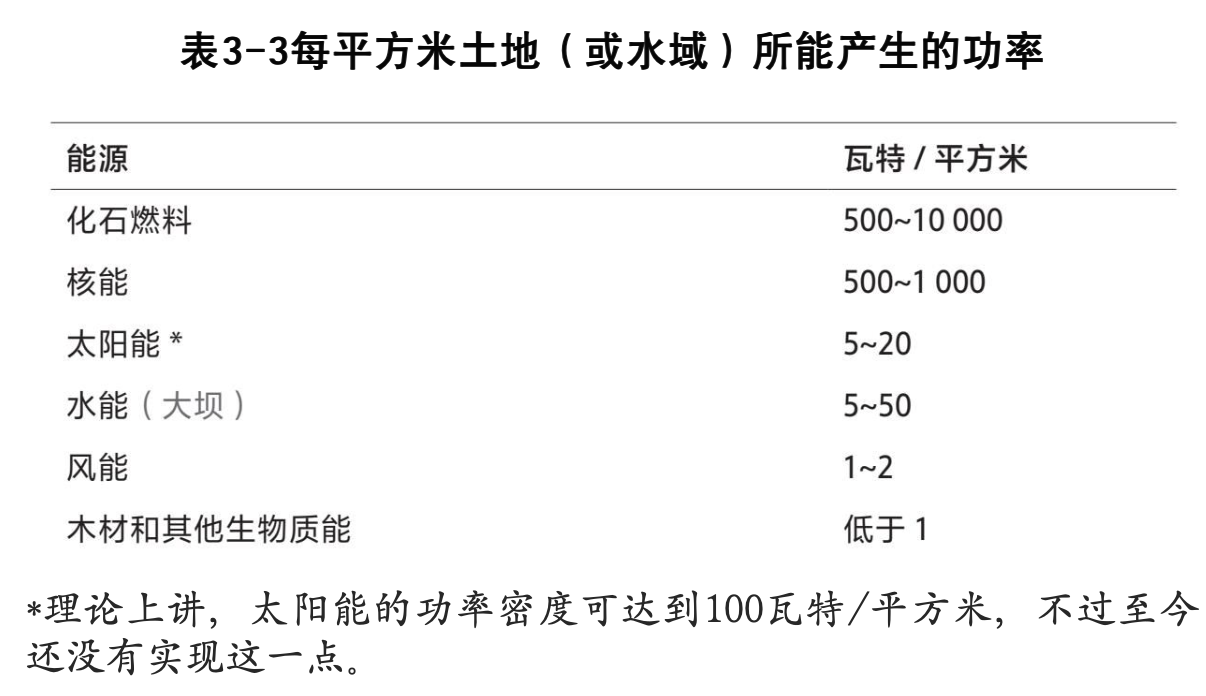 表3-3每平方米土地（或水域）所能产生的功率
能源 瓦特 / 平方米
化石燃料 500~10 000
核能 500~1 000
太阳能 * 5~20
水能（大坝） 5~50
风能 1~2
木材和其他生物质能 低于 1
*理论上讲，太阳能的功率密度可达到100瓦特/平方米，不过至今
还没有实现这一点。